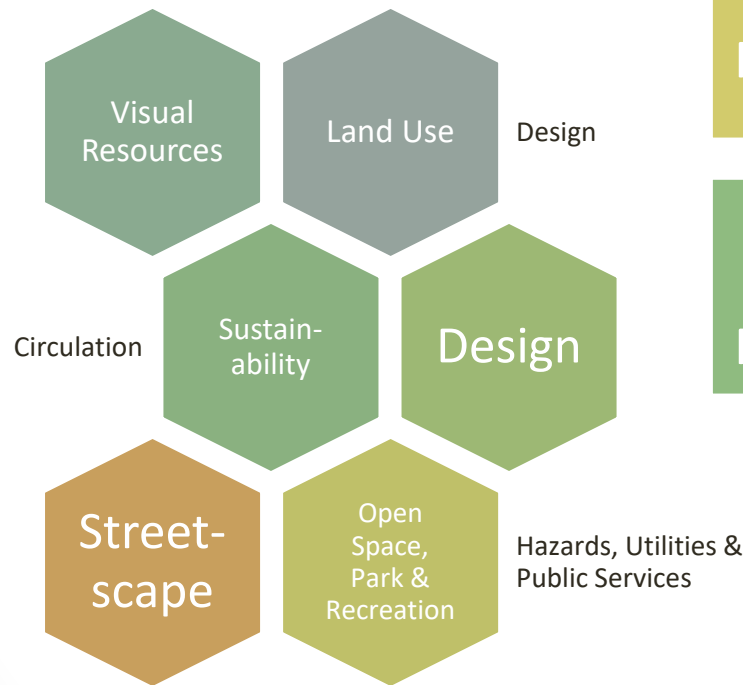 Visual
Resources
Land Use
Design
Circulation
Sustain-
ability
Design
Street-
scape
Open
Space,
Park &
Recreation
Hazards, Utilities &
Public Services